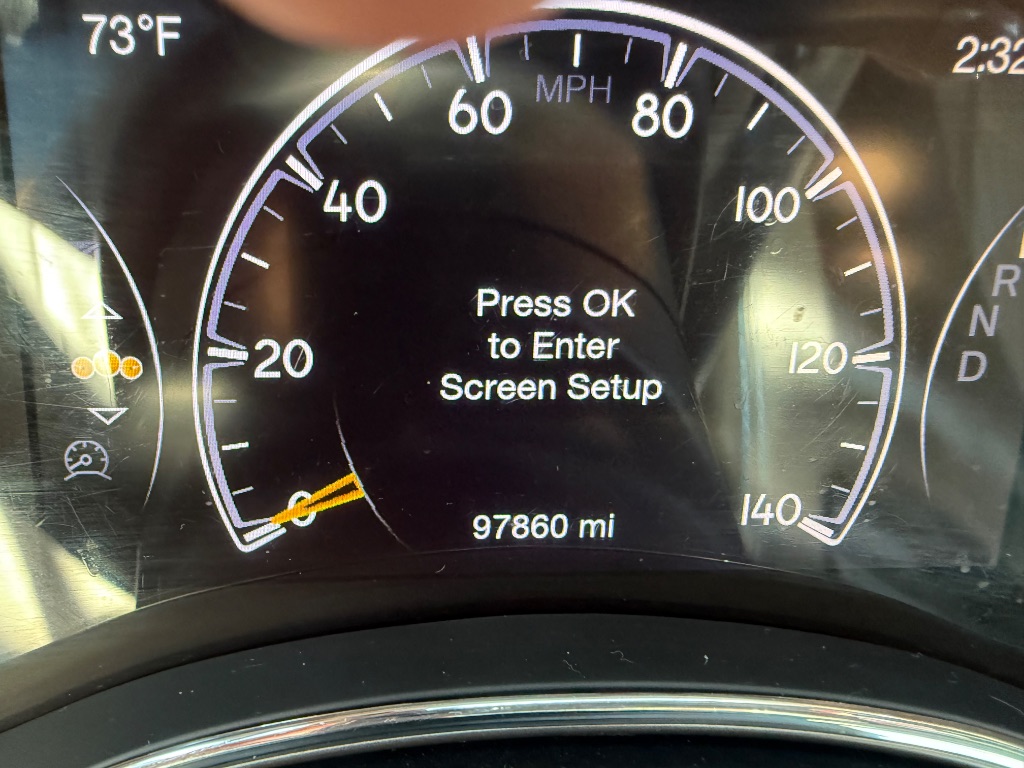 73°F
2:32
MPH
60
80
40
100
Press OK
to Enter
Screen Setup
20
120
R
N
D
0
140
97860 mi